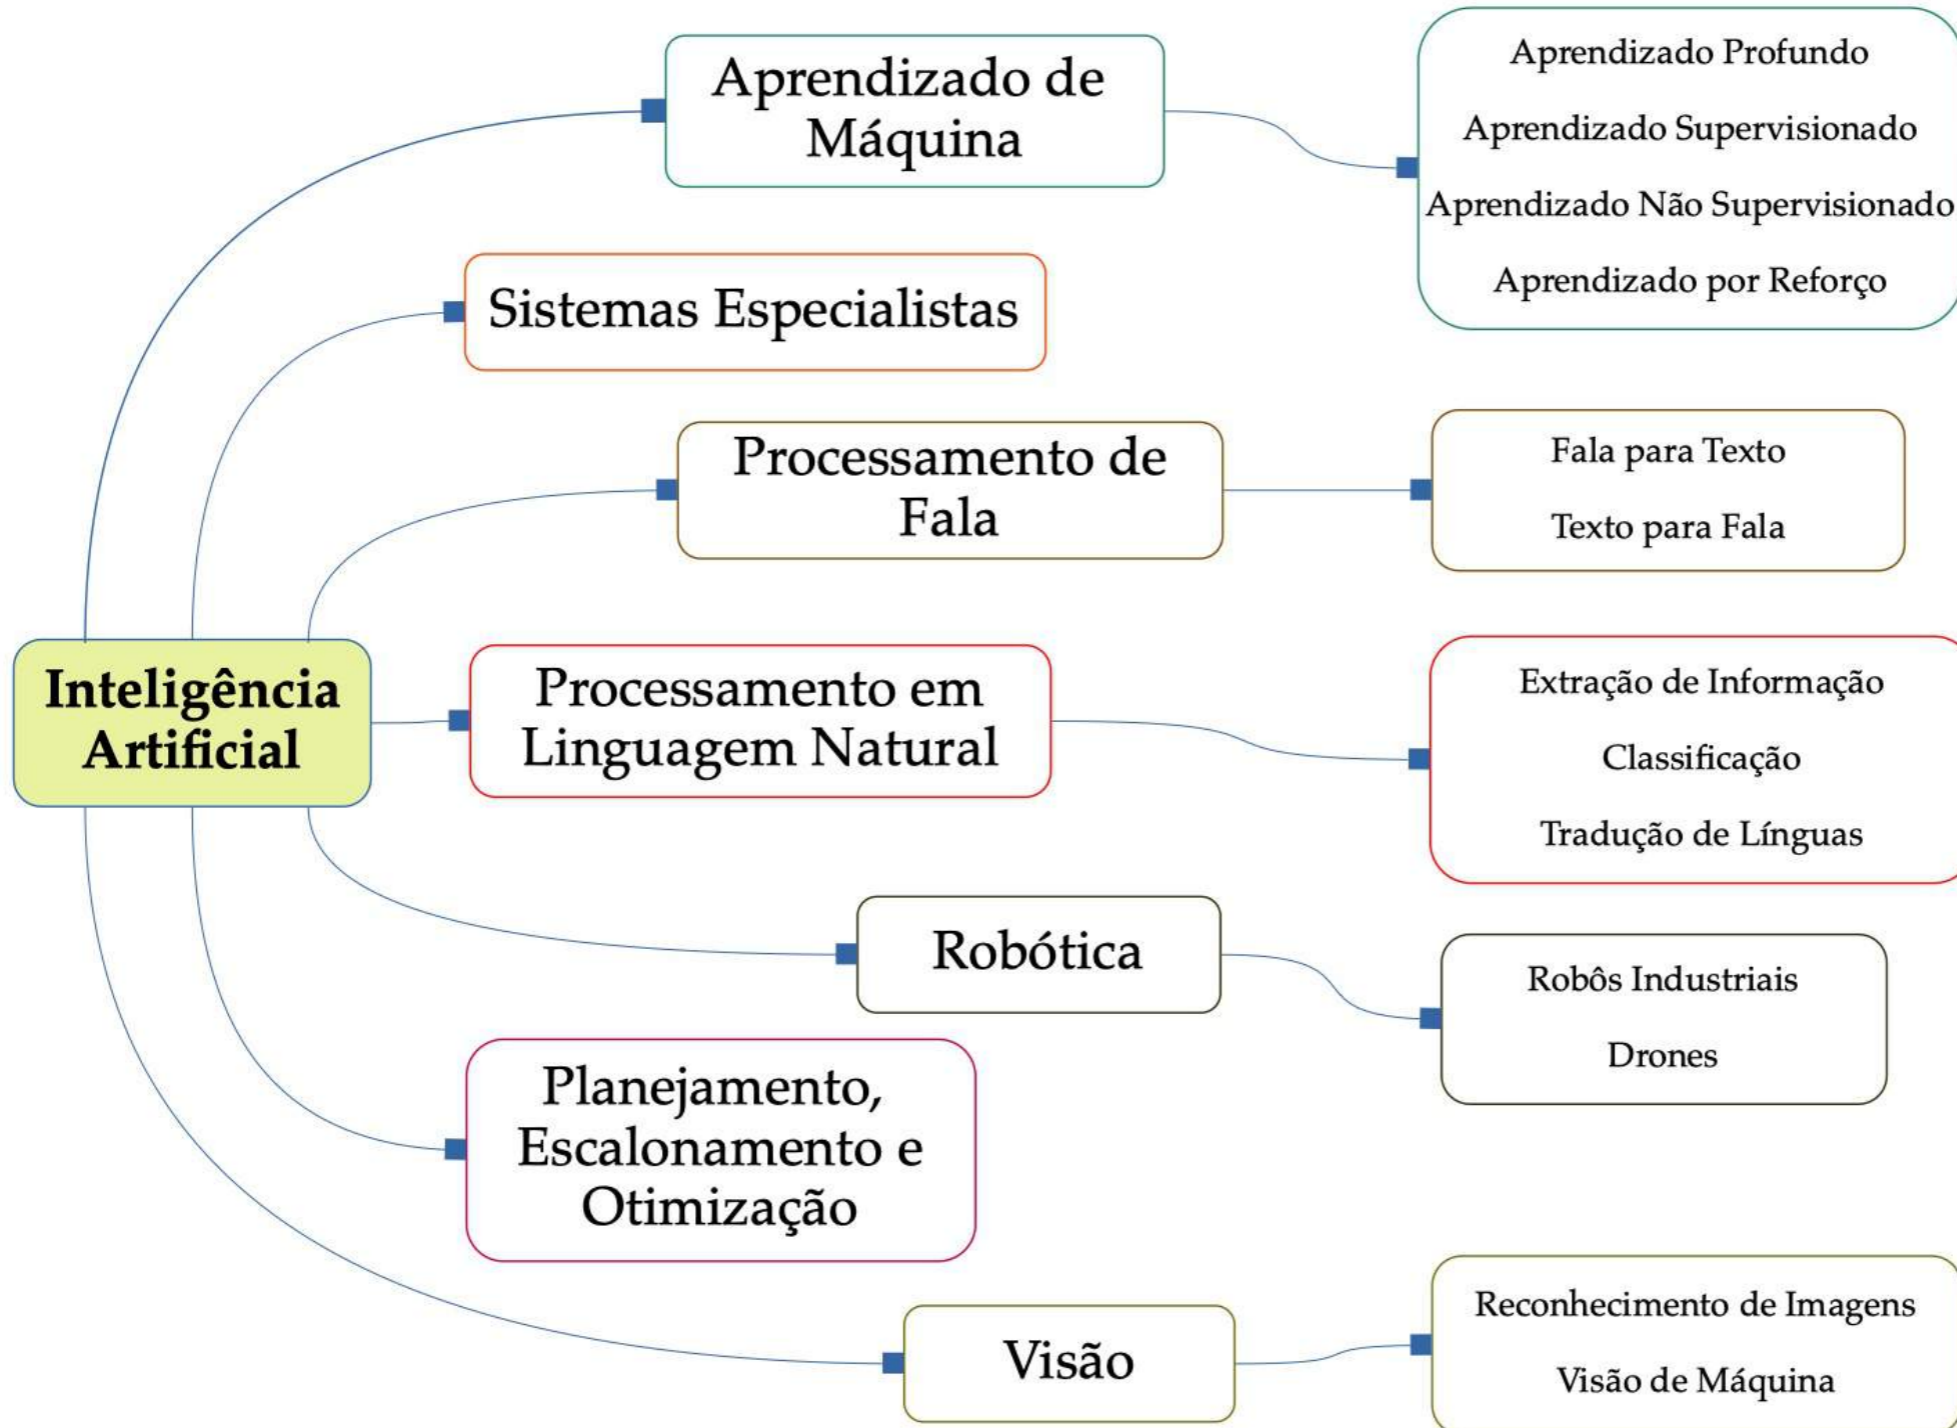 Aprendizado de
Máquina
Aprendizado Profundo
Aprendizado Supervisionado
Aprendizado Não Supervisionado
Aprendizado por Reforço
Sistemas Especialistas
Processamento de
Fala
Fala para Texto
Texto para Fala
Inteligência
Artificial
Processamento em
Linguagem Natural
Extração de Informação
Classificação
Tradução de Línguas
Robótica
Robôs Industriais
Drones
Planejamento,
Escalonamento e
Otimização
Visão
Reconhecimento de Imagens
Visão de Máquina